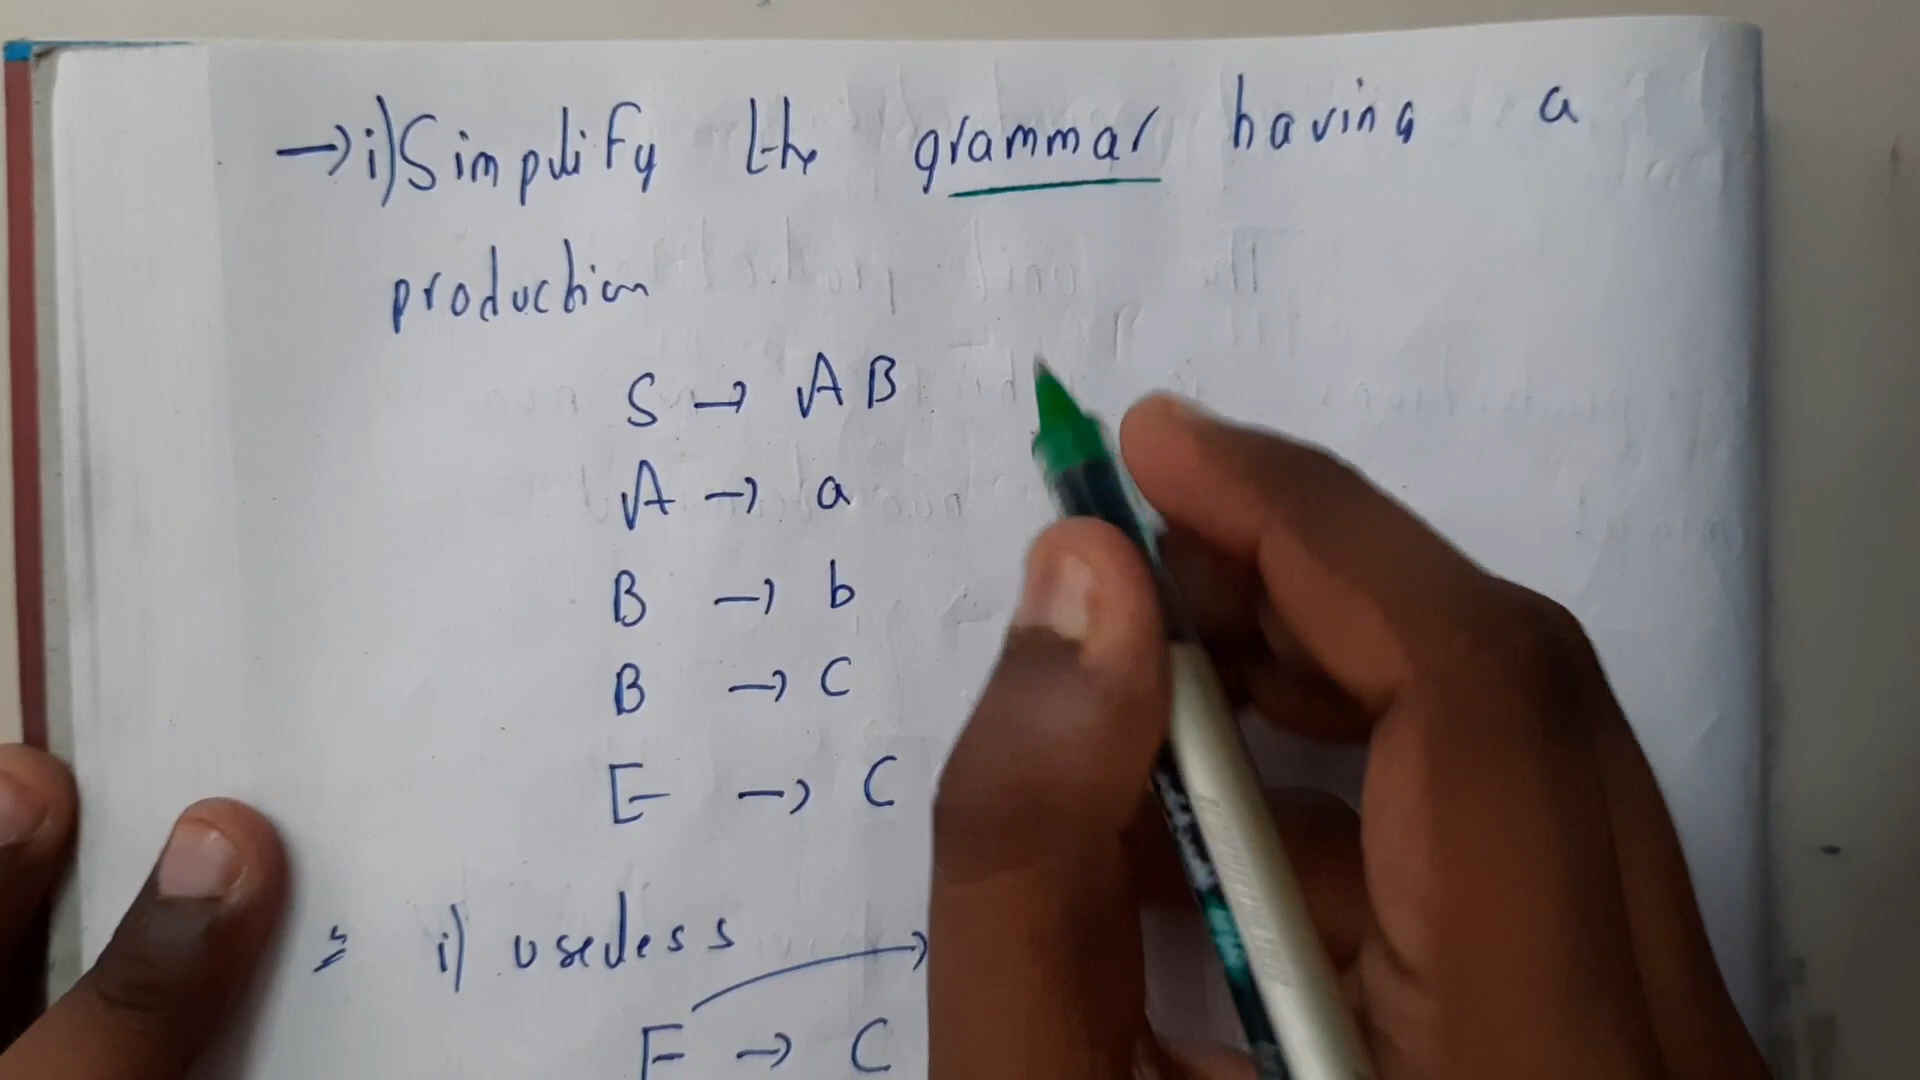 → i) Simplify the grammar having a
production
S → AB
A → a
B → b
B → C
E → C
⇒ i) useless
E → C